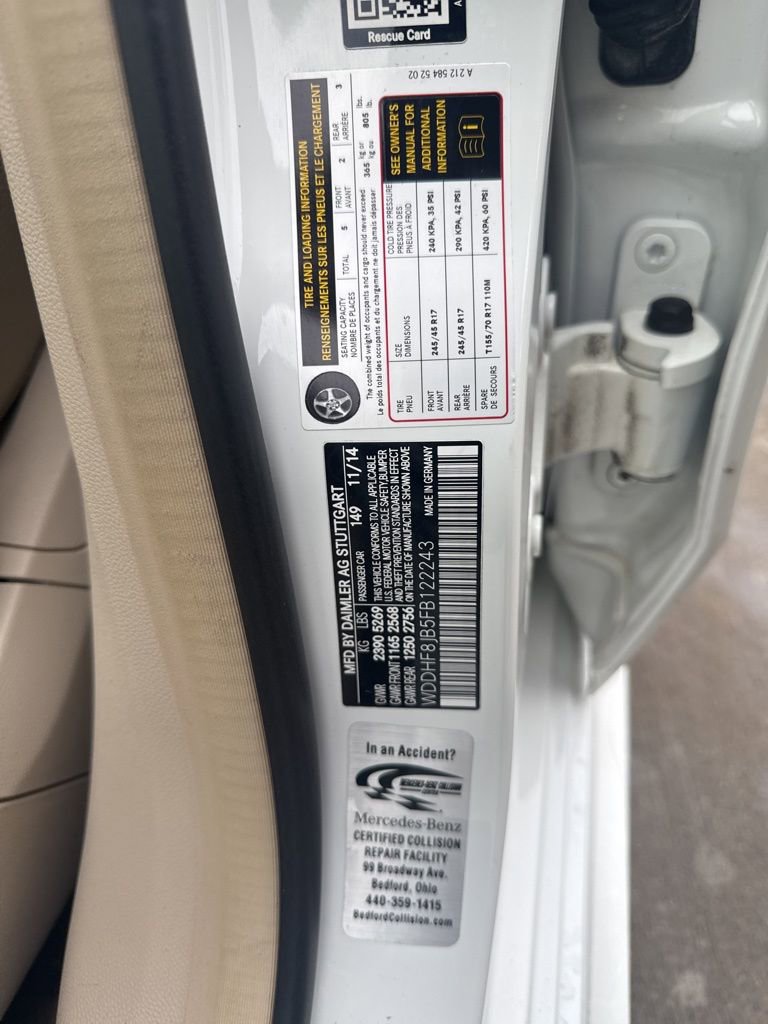 Rescue Card
A 212 584 52 02
TIRE AND LOADING INFORMATION
RENSEIGNEMENTS SUR LES PNEUS ET LE CHARGEMENT
SEATING CAPACITY TOTAL 5 FRONT 2 REAR 3
NOMBRE DE PLACES AVANT ARRIÈRE
The combined weight of occupants and cargo should never exceed 365 kg or 805 lbs.
Le poids total des occupants et du chargement ne doit jamais dépasser kg ou lb.
TIRE SIZE COLD TIRE PRESSURE
PNEU DIMENSIONS PRESSION DES
PNEUS À FROID
FRONT 245/45 R17 240 KPA, 35 PSI
AVANT
REAR 245/45 R17 290 KPA, 42 PSI
ARRIÈRE
SPARE T155/70 R17 110M 420 KPA, 60 PSI
DE SECOURS
SEE OWNER'S
MANUAL FOR
ADDITIONAL
INFORMATION
MFD BY DAIMLER AG STUTTGART
KG LBS PASSENGER CAR 149 11/14
GVWR 2390 5269 THIS VEHICLE CONFORMS TO ALL APPLICABLE
GAWR FRONT 1165 2568 U.S. FEDERAL MOTOR VEHICLE SAFETY, BUMPER
AND THEFT PREVENTION STANDARDS IN EFFECT
GAWR REAR 1250 2756 ON THE DATE OF MANUFACTURE SHOWN ABOVE
WDDHF8JB5FB122243 MADE IN GERMANY
In an Accident?
MERCEDES-BENZ COLLISION
CENTER
Mercedes-Benz
CERTIFIED COLLISION
REPAIR FACILITY
99 Broadway Ave.
Bedford, Ohio
440-359-1415
BedfordCollision.com